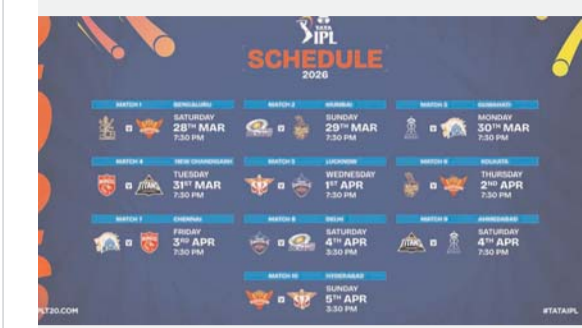 TATA
IPL
SCHEDULE
2026
MATCH 1 BENGALURU
V
SATURDAY
28TH MAR
7:30 PM
MATCH 2 MUMBAI
V
SUNDAY
29TH MAR
7:30 PM
MATCH 3 GUWAHATI
V
MONDAY
30TH MAR
7:30 PM
MATCH 4 NEW CHANDIGARH
V
TITANS
TUESDAY
31ST MAR
7:30 PM
MATCH 5 LUCKNOW
V
WEDNESDAY
1ST APR
7:30 PM
MATCH 6 KOLKATA
V
THURSDAY
2ND APR
7:30 PM
MATCH 7 CHENNAI
V
FRIDAY
3RD APR
7:30 PM
MATCH 8 DELHI
V
SATURDAY
4TH APR
3:30 PM
MATCH 9 AHMEDABAD
TITANS
V
SATURDAY
4TH APR
7:30 PM
MATCH 10 HYDERABAD
V
SUNDAY
5TH APR
3:30 PM
PLT20.COM
#TATAIPL